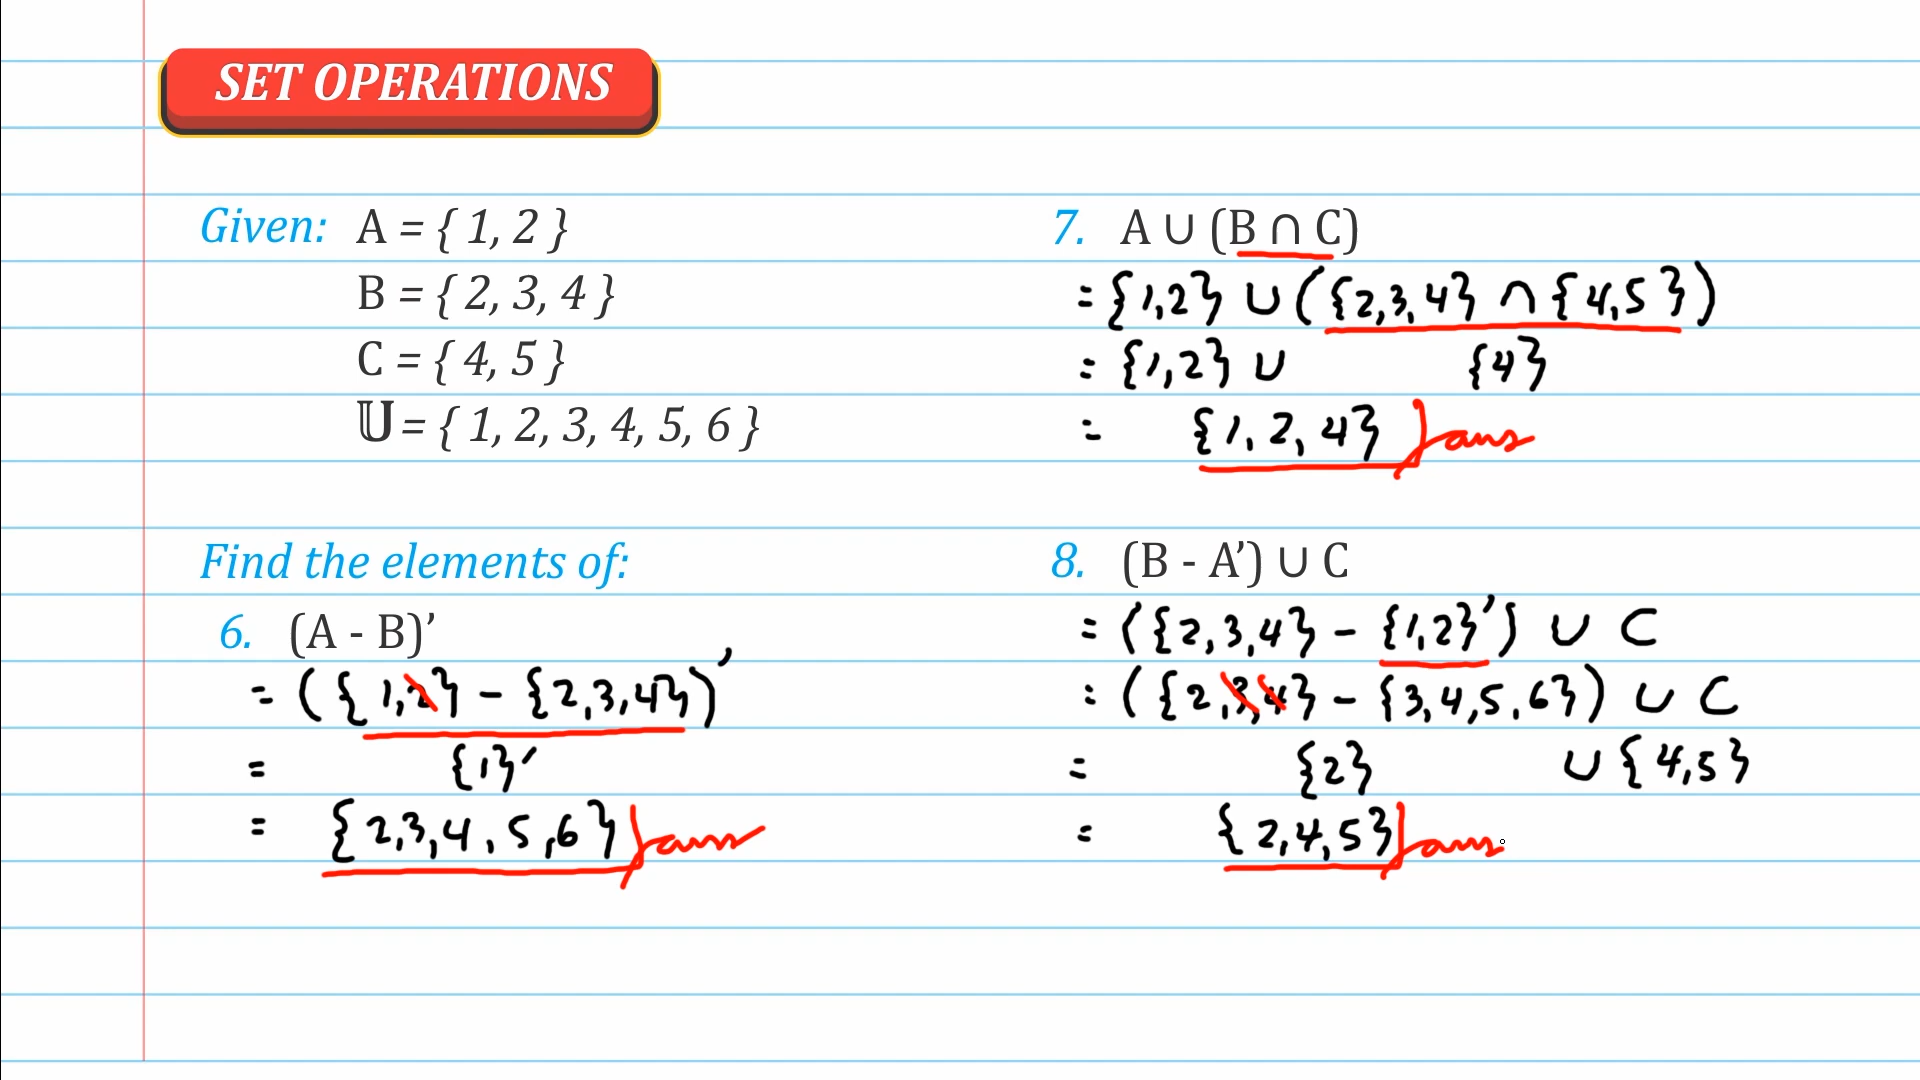 SET OPERATIONS
Given: A = { 1, 2 }
B = { 2, 3, 4 }
C = { 4, 5 }
𝕌 = { 1, 2, 3, 4, 5, 6 }
Find the elements of:
6. (A - B)’
= ({1,2} - {2,3,4})’
= {1}’
= {2,3,4,5,6} ans
7. A ∪ (B ∩ C)
= {1,2} ∪ ({2,3,4} ∩ {4,5})
= {1,2} ∪ {4}
= {1,2,4} ans
8. (B - A’) ∪ C
= ({2,3,4} - {1,2}’) ∪ C
= ({2,3,4} - {3,4,5,6}) ∪ C
= {2} ∪ {4,5}
= {2,4,5} ans